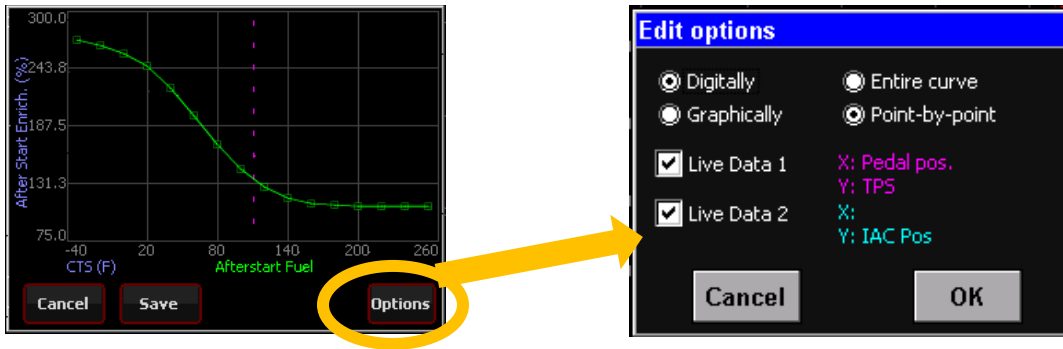 300.0
243.8
187.5
131.3
75.0
After Start Enrich. (%)
-40 20 80 140 200 260
CTS (F) Afterstart Fuel
Cancel Save Options
Edit options
Digitally Entire curve
Graphically Point-by-point
Live Data 1 X: Pedal pos.
Y: TPS
Live Data 2 X:
Y: IAC Pos
Cancel OK